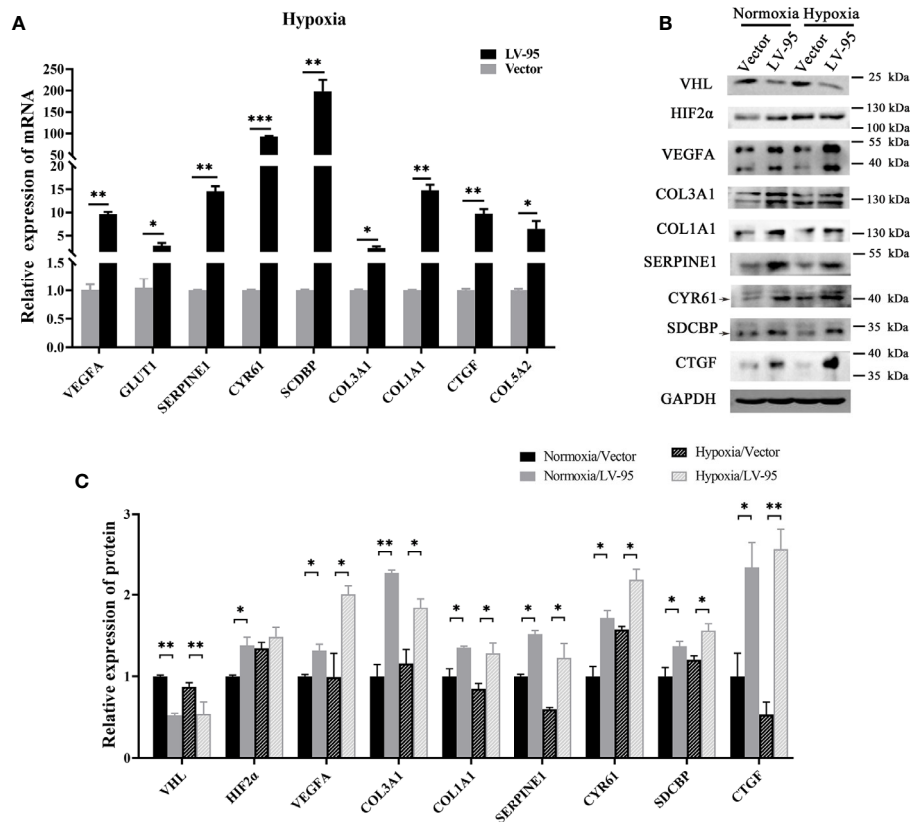 A
Hypoxia
LV-95
Vector
Relative expression of mRNA
250
200
150
100
50
20
15
10
5
1.0
0.5
0.0
** * ** *** ** * ** ** *
VEGFA GLUT1 SERPINE1 CYR61 SCDBP COL3A1 COL1A1 CTGF COL5A2
B
Normoxia Hypoxia
Vector LV-95 Vector LV-95
VHL 25 kDa
HIF2α 130 kDa
100 kDa
VEGFA 55 kDa
40 kDa
COL3A1 130 kDa
COL1A1 130 kDa
SERPINE1 55 kDa
CYR61 40 kDa
SDCBP 35 kDa
CTGF 40 kDa
35 kDa
GAPDH
C
Normoxia/Vector Hypoxia/Vector
Normoxia/LV-95 Hypoxia/LV-95
Relative expression of protein
3
2
1
0
** ** * * * ** * * * * * * * * * * **
VHL HIF2α VEGFA COL3A1 COL1A1 SERPINE1 CYR61 SDCBP CTGF